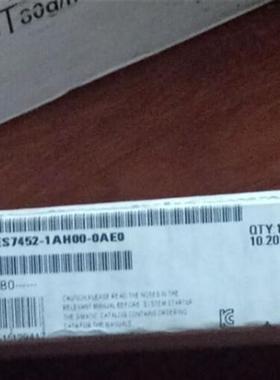 ES7452-1AH00-0AE0
QTY.1
10.20
80------
CAUTION,PLEASE READ THE NOTES IN THE
RELEVANT MANUAL BEFORE SYSTEM STARTUP
THE SIMATIC CATALOG CONTAINS ORDERING
DATA FOR THE MANUALS